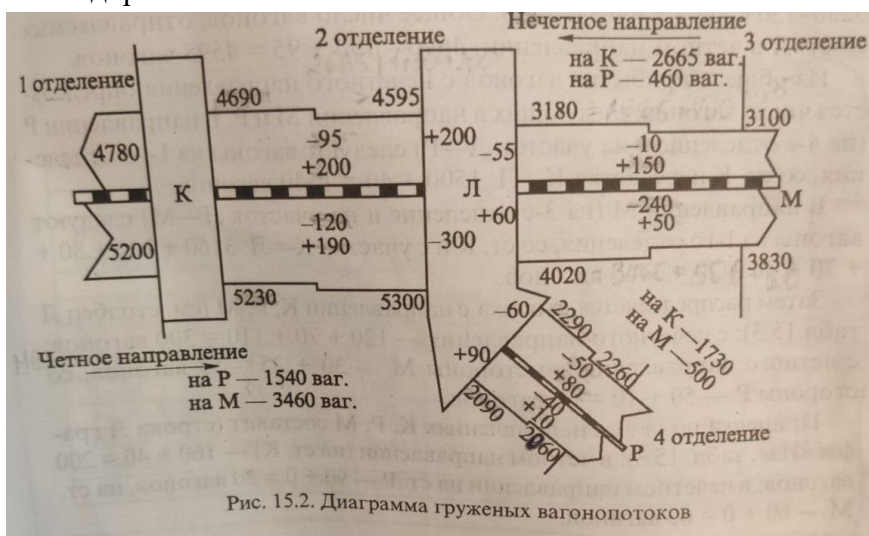 Нечетное направление
на К — 2665 ваг.
на Р — 460 ваг.
1 отделение
2 отделение
3 отделение
4780
К
5200
4690
4595
–95
+200
–120
+190
5230
5300
+200
–55
Л
+60
–300
–60
+90
3180
3100
–10
+150
–240
+50
М
4020
3830
2290
2260
–50
+80
–40
+10
2090
2060
на К —1730
на М —500
Р
4 отделение
Четное направление
на Р — 1540 ваг.
на М — 3460 ваг.
Рис. 15.2. Диаграмма груженых вагонопотоков